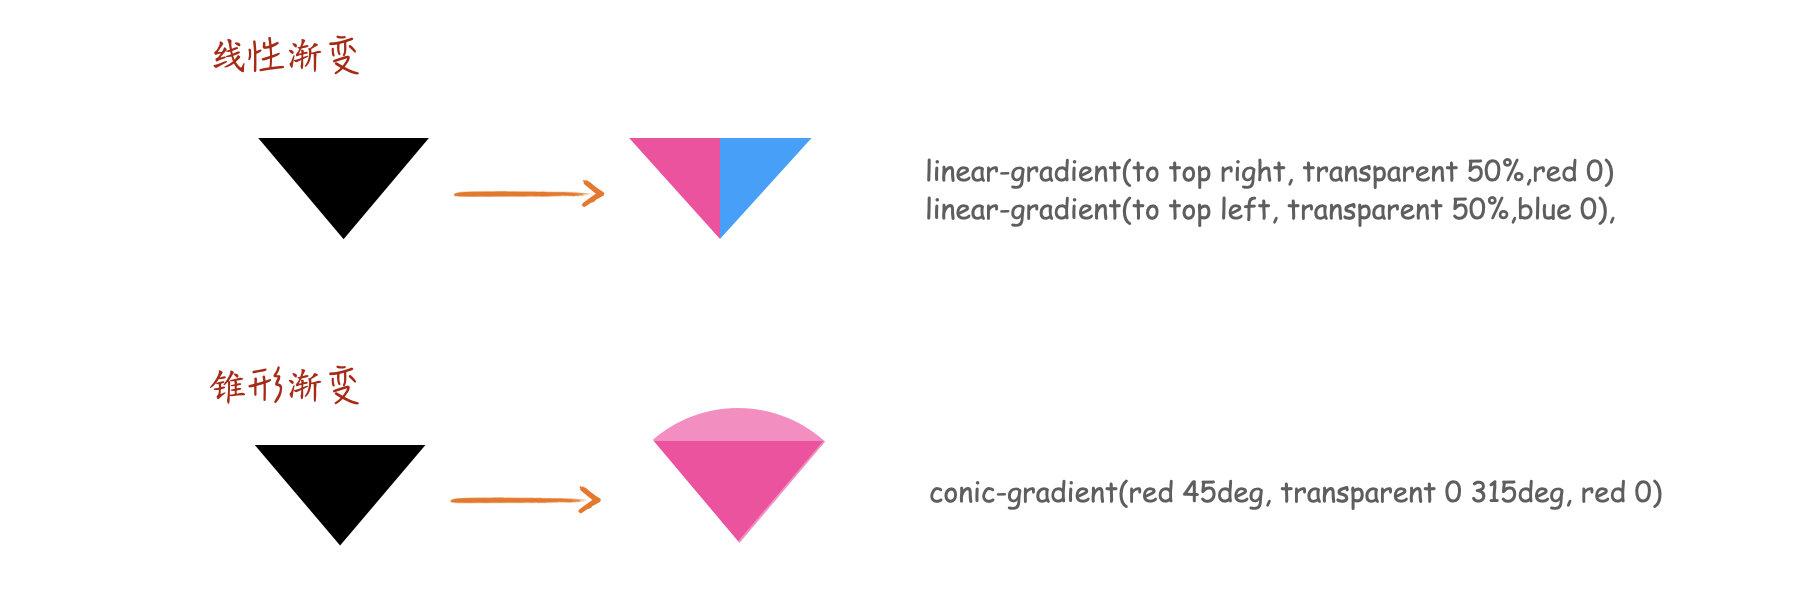 线性渐变
linear-gradient(to top right, transparent 50%,red 0)
linear-gradient(to top left, transparent 50%,blue 0),
锥形渐变
conic-gradient(red 45deg, transparent 0 315deg, red 0)